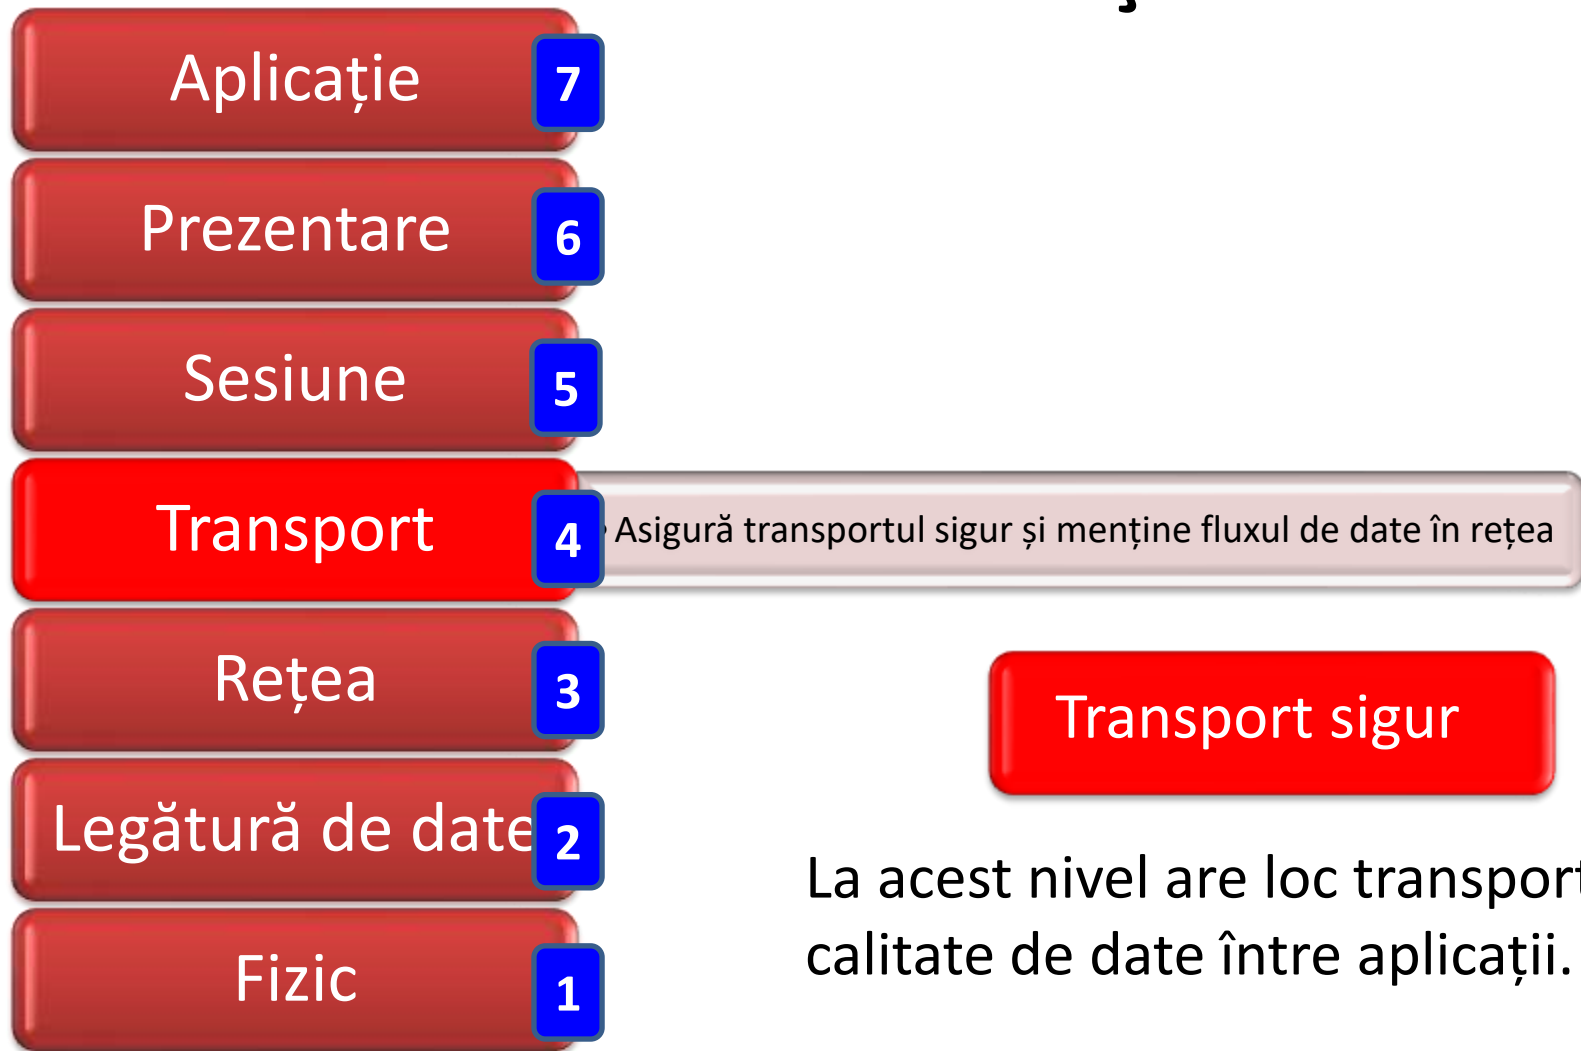 Aplicație 7
Prezentare 6
Sesiune 5
Transport 4
Asigură transportul sigur și menține fluxul de date în rețea
Rețea 3
Transport sigur
Legătură de date 2
La acest nivel are loc transport
calitate de date între aplicații.
Fizic 1